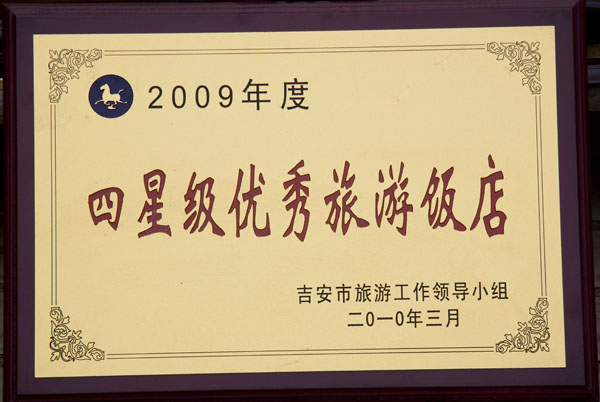 2009年度
四星级优秀旅游饭店
吉安市旅游工作领导小组
二0一0年三月